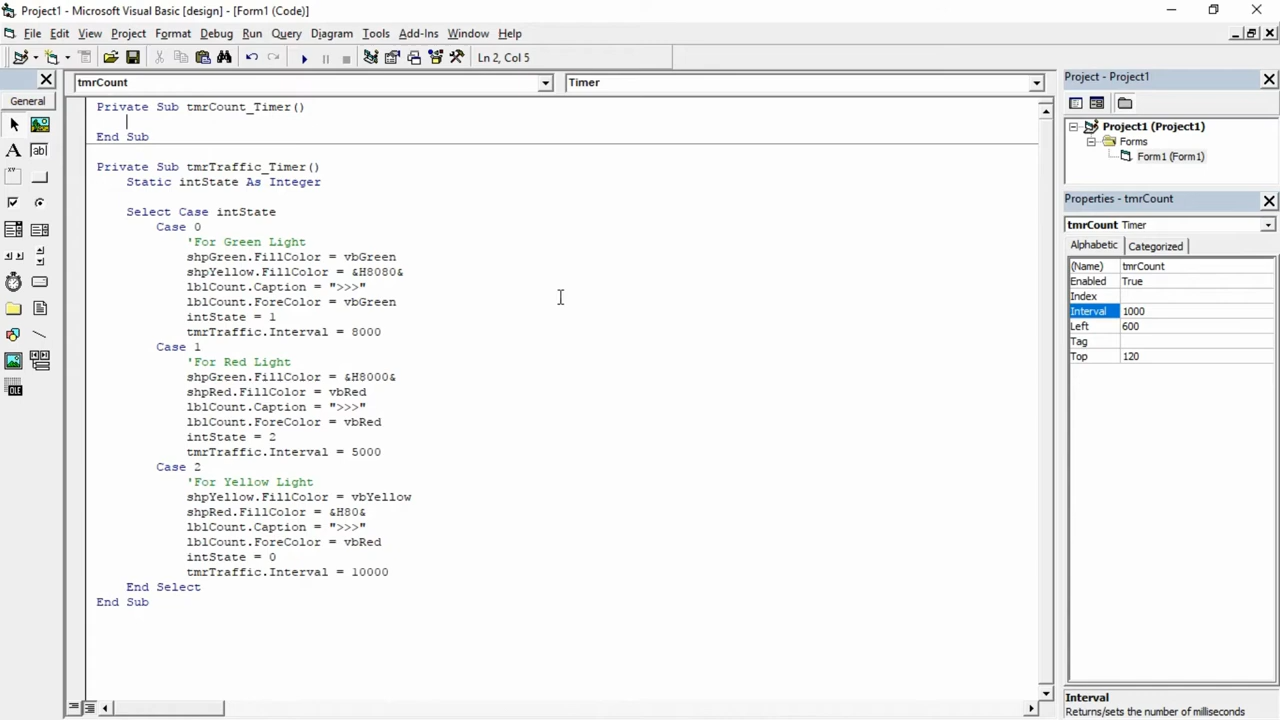 Project1 - Microsoft Visual Basic [design] - [Form1 (Code)]
File Edit View Project Format Debug Run Query Diagram Tools Add-Ins Window Help
Ln 2, Col 5
General
tmrCount
Timer
Private Sub tmrCount_Timer()
End Sub
Private Sub tmrTraffic_Timer()
Static intState As Integer
Select Case intState
Case 0
'For Green Light
shpGreen.FillColor = vbGreen
shpYellow.FillColor = &H8080&
lblCount.Caption = ">>>"
lblCount.ForeColor = vbGreen
intState = 1
tmrTraffic.Interval = 8000
Case 1
'For Red Light
shpGreen.FillColor = &H8000&
shpRed.FillColor = vbRed
lblCount.Caption = ">>>"
lblCount.ForeColor = vbRed
intState = 2
tmrTraffic.Interval = 5000
Case 2
'For Yellow Light
shpYellow.FillColor = vbYellow
shpRed.FillColor = &H80&
lblCount.Caption = ">>>"
lblCount.ForeColor = vbRed
intState = 0
tmrTraffic.Interval = 10000
End Select
End Sub
Project - Project1
Project1 (Project1)
Forms
Form1 (Form1)
Properties - tmrCount
tmrCount Timer
Alphabetic Categorized
(Name) tmrCount
Enabled True
Index
Interval 1000
Left 600
Tag
Top 120
Interval
Returns/sets the number of milliseconds